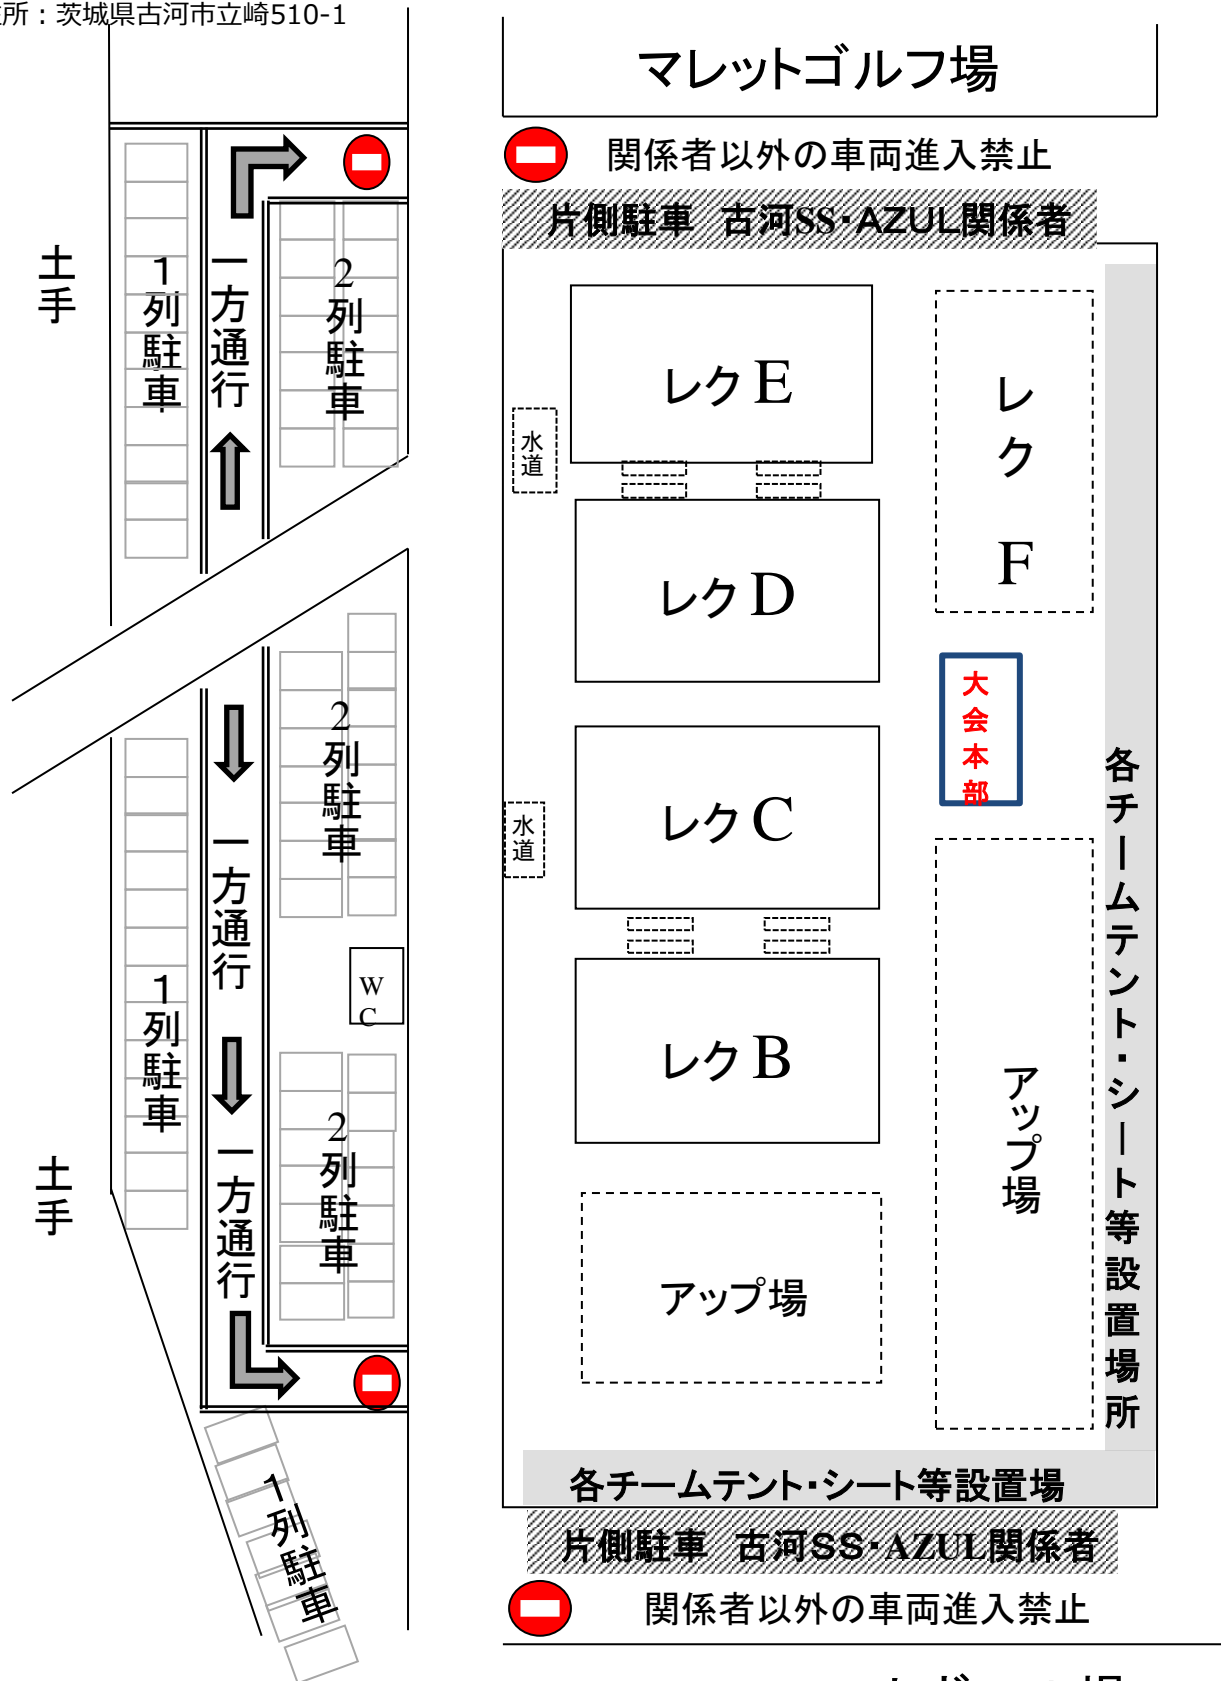 所：茨城県古河市立崎510-1
マレットゴルフ場
関係者以外の車両進入禁止
片側駐車　古河SS・AZUL関係者
土手
1列駐車
一方通行
2列駐車
水道
レクE
レクF
レクD
大会本部
2列駐車
水道
レクC
各チームテント・シート等設置場所
一方通行
WC
1列駐車
レクB
アップ場
土手
2列駐車
一方通行
アップ場
各チームテント・シート等設置場
1列駐車
片側駐車　古河SS・AZUL関係者
関係者以外の車両進入禁止